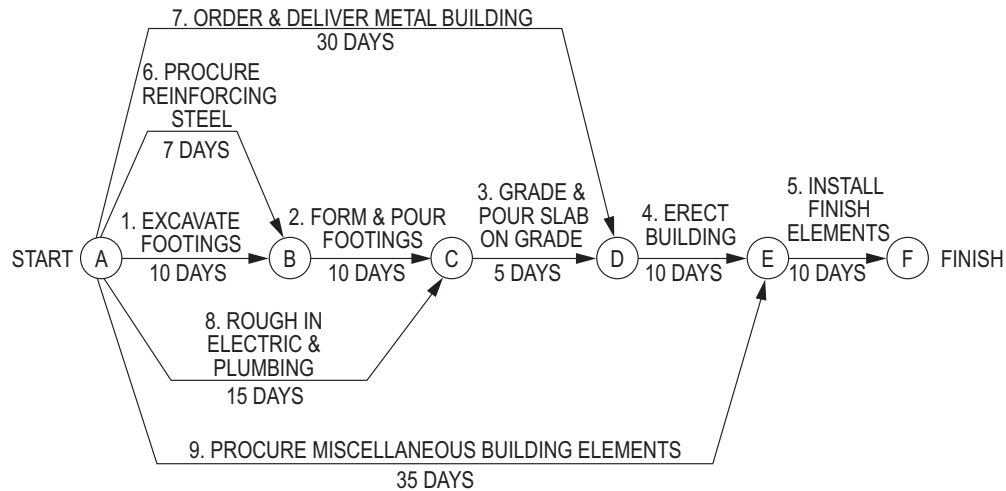 7. ORDER & DELIVER METAL BUILDING
30 DAYS
6. PROCURE
REINFORCING
STEEL
7 DAYS
1. EXCAVATE
FOOTINGS
10 DAYS
2. FORM & POUR
FOOTINGS
10 DAYS
3. GRADE &
POUR SLAB
ON GRADE
5 DAYS
4. ERECT
BUILDING
10 DAYS
5. INSTALL
FINISH
ELEMENTS
10 DAYS
START
A
B
C
D
E
F
FINISH
8. ROUGH IN
ELECTRIC &
PLUMBING
15 DAYS
9. PROCURE MISCELLANEOUS BUILDING ELEMENTS
35 DAYS